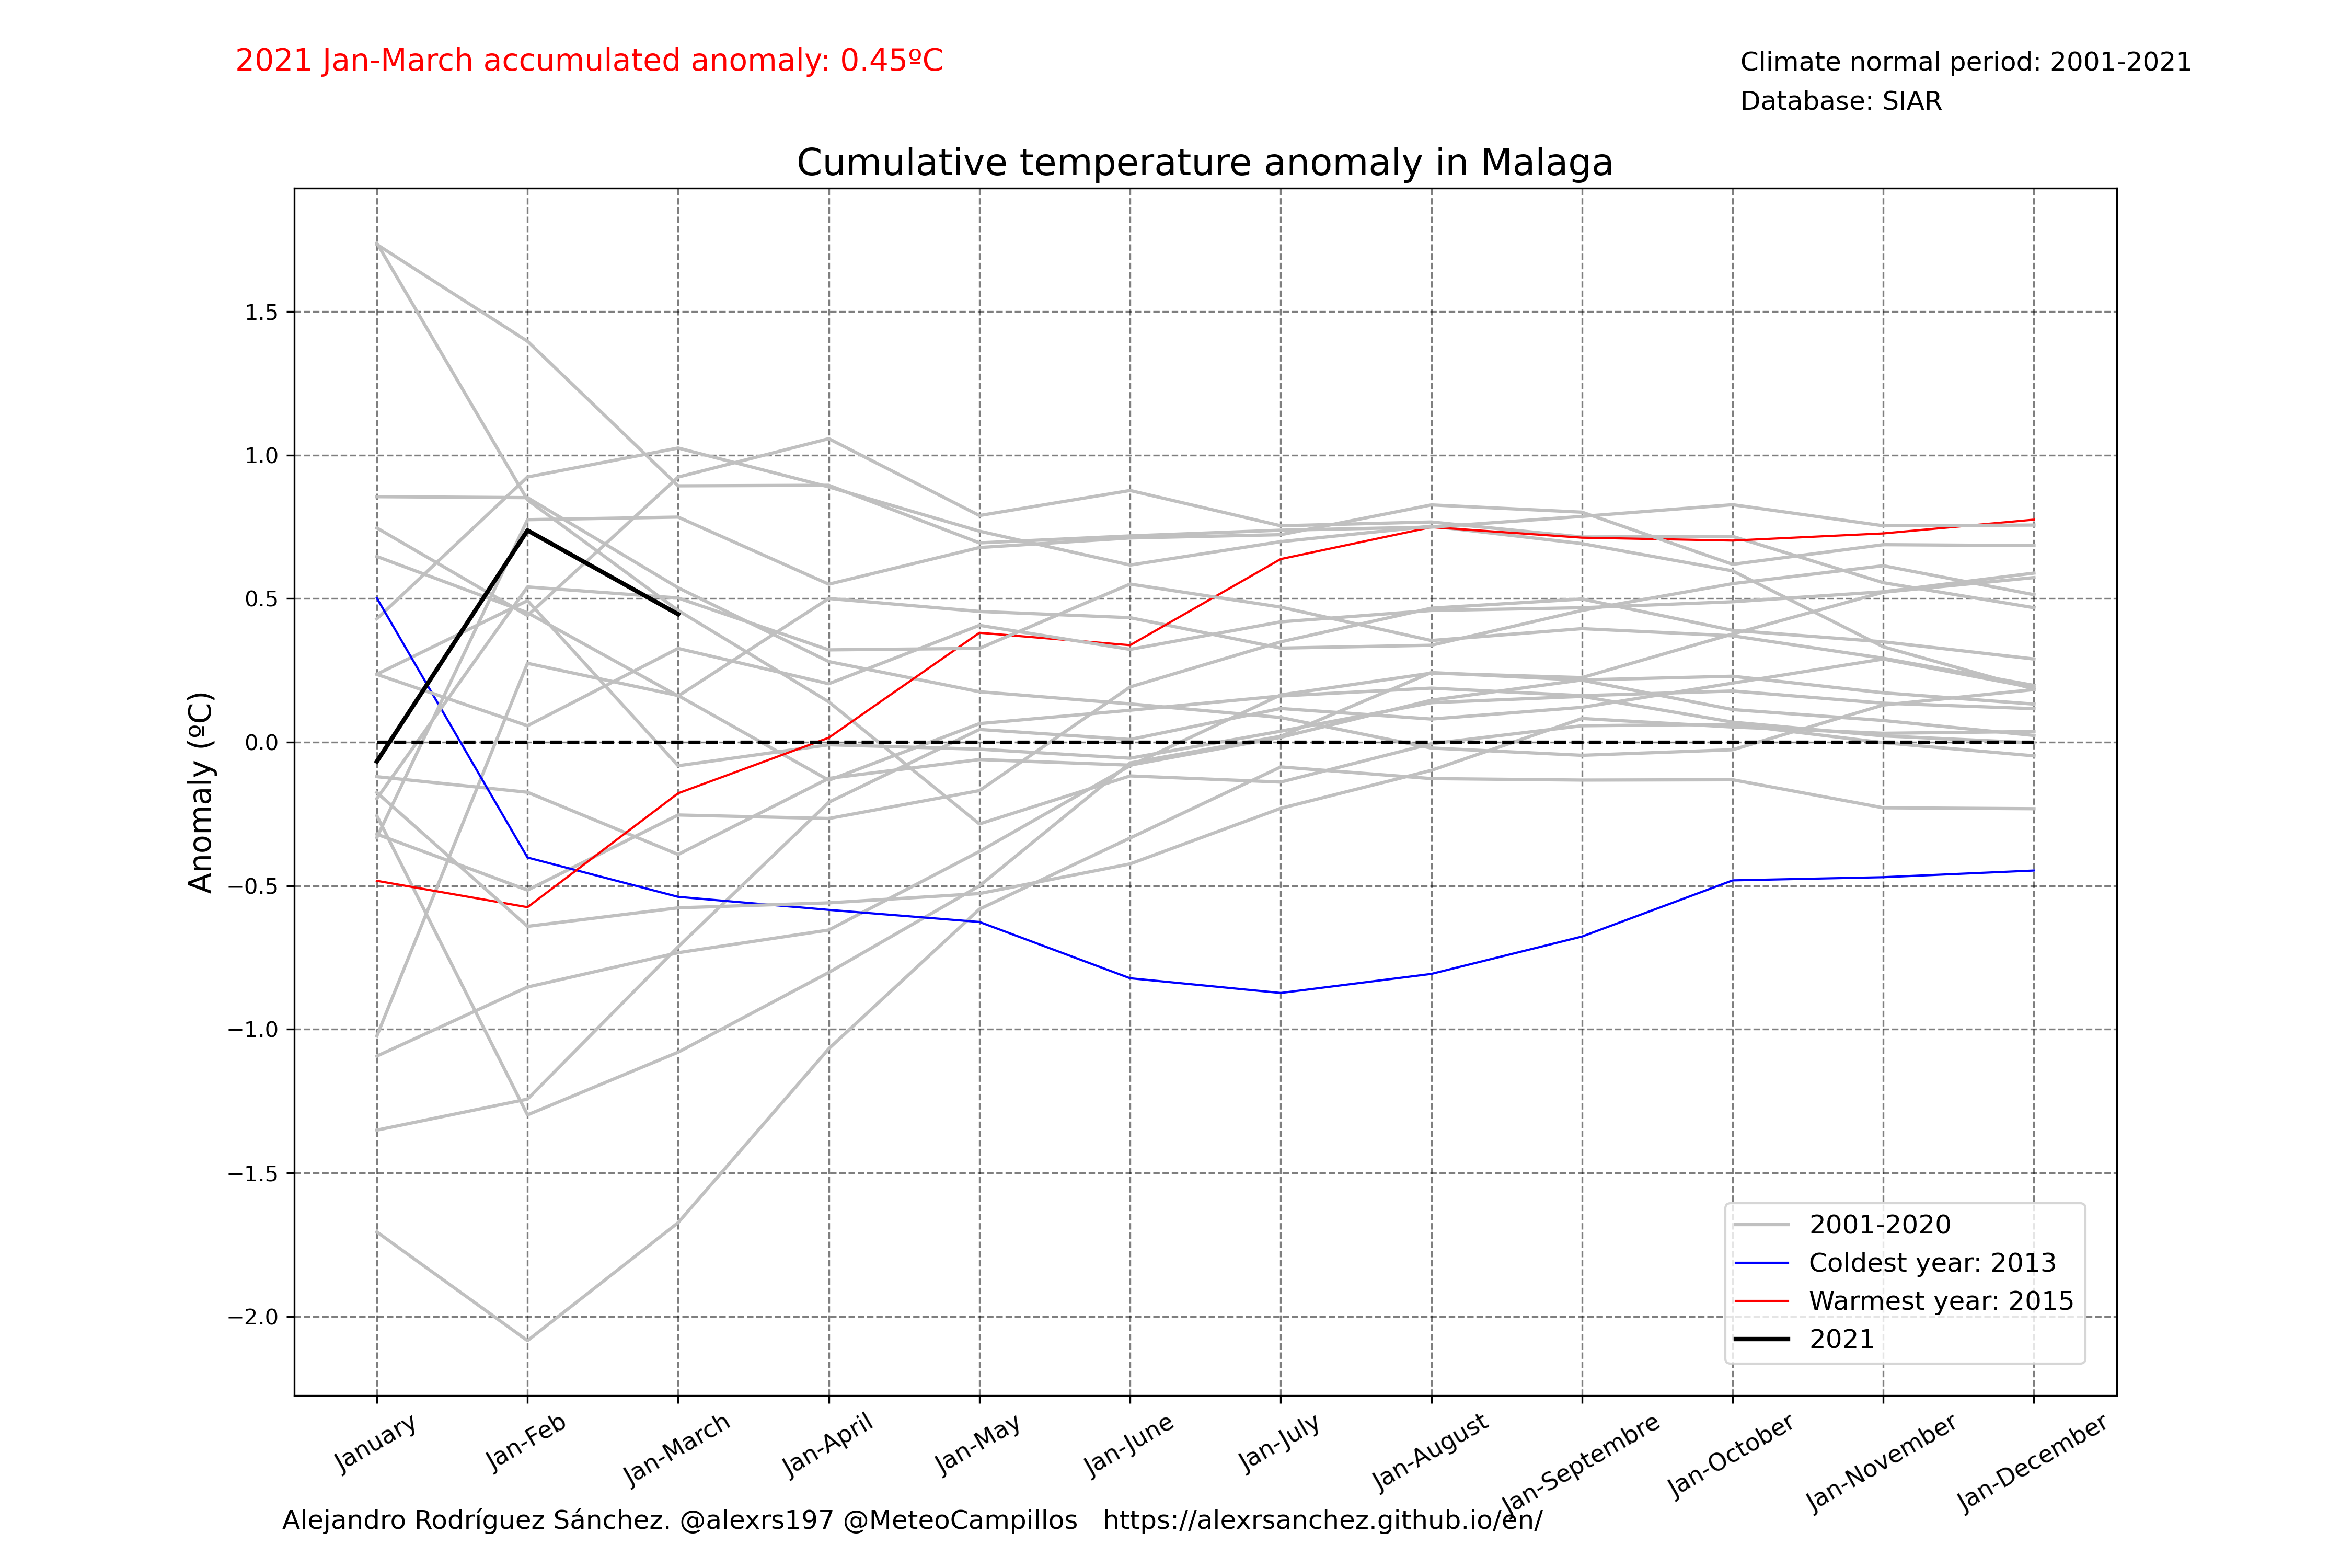 2021 Jan-March accumulated anomaly: 0.45ºC
Climate normal period: 2001-2021
Database: SIAR
Cumulative temperature anomaly in Malaga
Anomaly (ºC)
1.5
1.0
0.5
0.0
−0.5
−1.0
−1.5
−2.0
2001-2020
Coldest year: 2013
Warmest year: 2015
2021
January
Jan-Feb
Jan-March
Jan-April
Jan-May
Jan-June
Jan-July
Jan-August
Jan-Septembre
Jan-October
Jan-November
Jan-December
Alejandro Rodríguez Sánchez. @alexrs197 @MeteoCampillos   https://alexrsanchez.github.io/en/